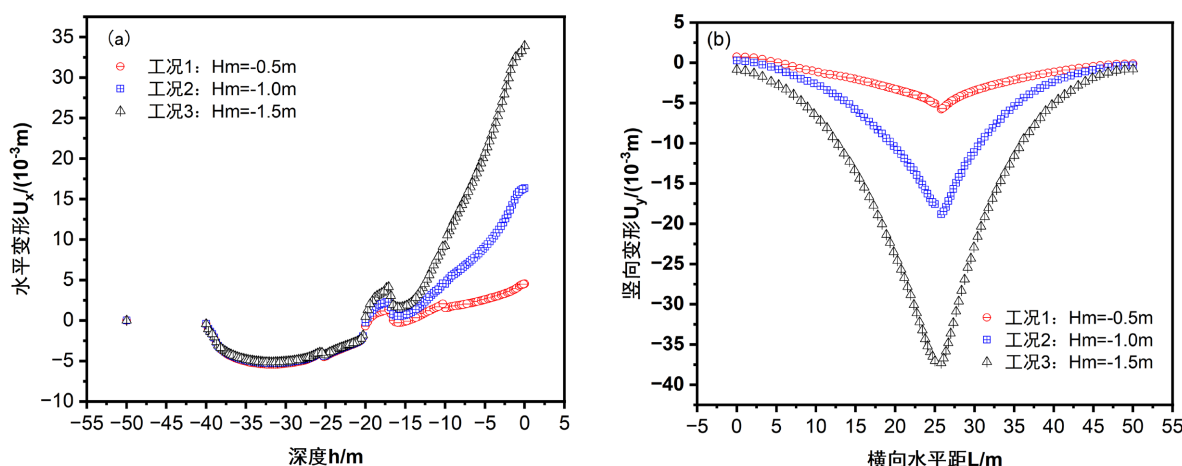 (a)
工况1：Hm=-0.5m
工况2：Hm=-1.0m
工况3：Hm=-1.5m
水平变形Ux/(10⁻³m)
35
30
25
20
15
10
5
0
−5
−10
−55 −50 −45 −40 −35 −30 −25 −20 −15 −10 −5 0 5
深度h/m
(b)
竖向变形Uy/(10⁻³m)
5
0
−5
−10
−15
−20
−25
−30
−35
−40
工况1：Hm=-0.5m
工况2：Hm=-1.0m
工况3：Hm=-1.5m
−5 0 5 10 15 20 25 30 35 40 45 50 55
横向水平距L/m